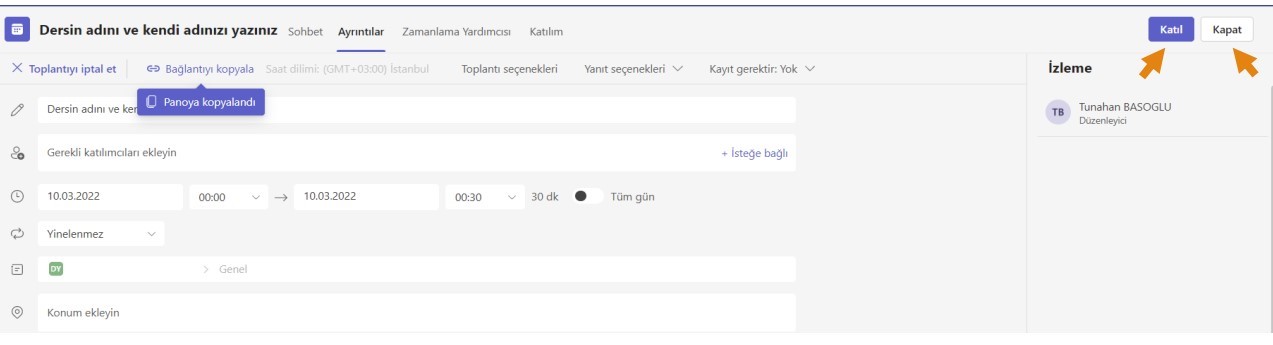 Dersin adını ve kendi adınızı yazınız Sohbet Ayrıntılar Zamanlama Yardımcısı Katılım Katıl Kapat
Toplantıyı iptal et Bağlantıyı kopyala Saat dilimi: (GMT+03:00) İstanbul Toplantı seçenekleri Yanıt seçenekleri Kayıt gerektir: Yok
Panoya kopyalandı
Dersin adını ve ker
Gerekli katılımcıları ekleyin + İsteğe bağlı
10.03.2022 00:00 → 10.03.2022 00:30 30 dk Tüm gün
Yinelenmez
DY > Genel
Konum ekleyin
İzleme
TB Tunahan BASOGLU
Düzenleyici